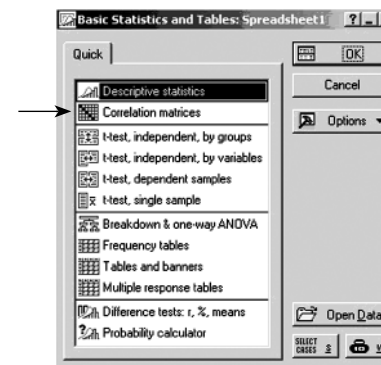 Basic Statistics and Tables: Spreadsheet1
Quick
OK
Cancel
Options
Descriptive statistics
Correlation matrices
t-test, independent, by groups
t-test, independent, by variables
t-test, dependent samples
t-test, single sample
Breakdown & one-way ANOVA
Frequency tables
Tables and banners
Multiple response tables
Difference tests: r, %, means
Probability calculator
Open Data
SELECT
CASES S